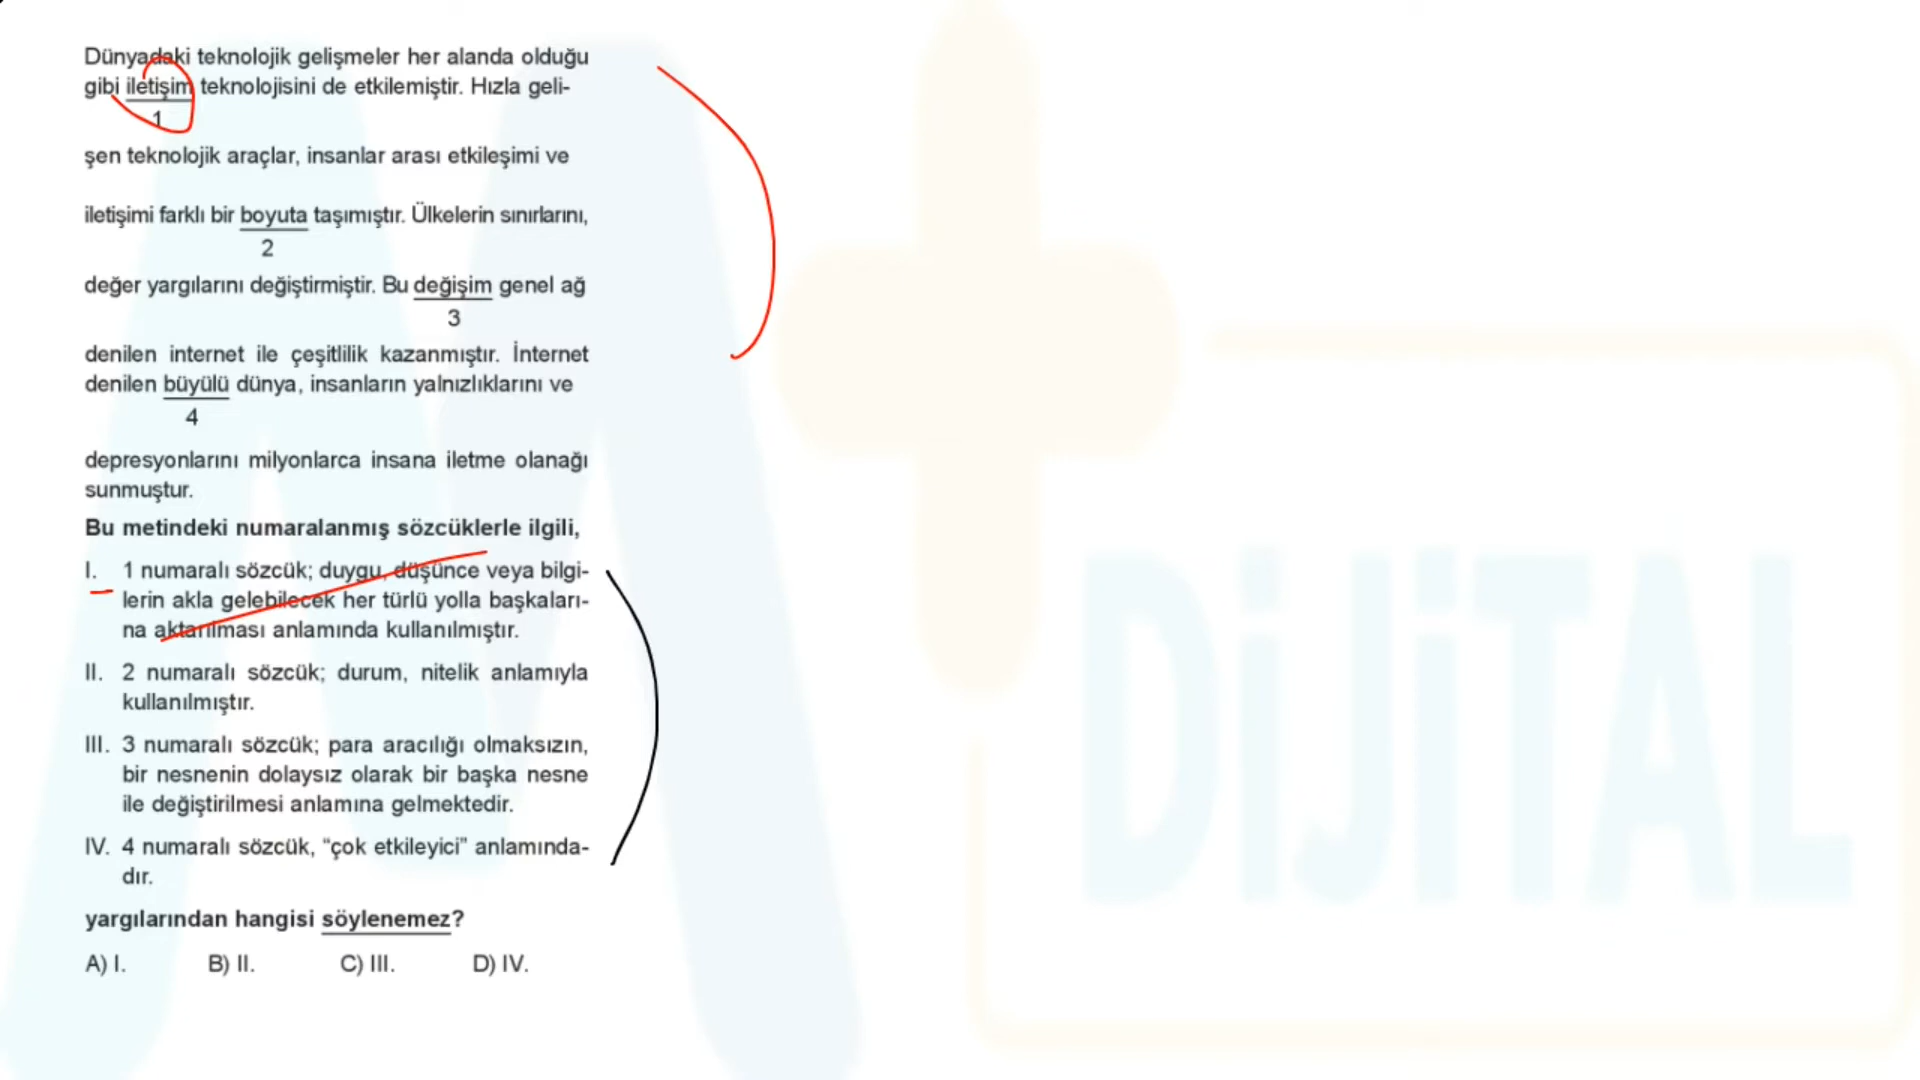 Dünyadaki teknolojik gelişmeler her alanda olduğu
gibi iletişim teknolojisini de etkilemiştir. Hızla geli-
1
şen teknolojik araçlar, insanlar arası etkileşimi ve
iletişimi farklı bir boyuta taşımıştır. Ülkelerin sınırlarını,
2
değer yargılarını değiştirmiştir. Bu değişim genel ağ
3
denilen internet ile çeşitlilik kazanmıştır. İnternet
denilen büyülü dünya, insanların yalnızlıklarını ve
4
depresyonlarını milyonlarca insana iletme olanağı
sunmuştur.
Bu metindeki numaralanmış sözcüklerle ilgili,
I. 1 numaralı sözcük; duygu, düşünce veya bilgi-
lerin akla gelebilecek her türlü yolla başkaları-
na aktarılması anlamında kullanılmıştır.
II. 2 numaralı sözcük; durum, nitelik anlamıyla
kullanılmıştır.
III. 3 numaralı sözcük; para aracılığı olmaksızın,
bir nesnenin dolaysız olarak bir başka nesne
ile değiştirilmesi anlamına gelmektedir.
IV. 4 numaralı sözcük, “çok etkileyici” anlamında-
dır.
yargılarından hangisi söylenemez?
A) I. B) II. C) III. D) IV.
DİJİTAL